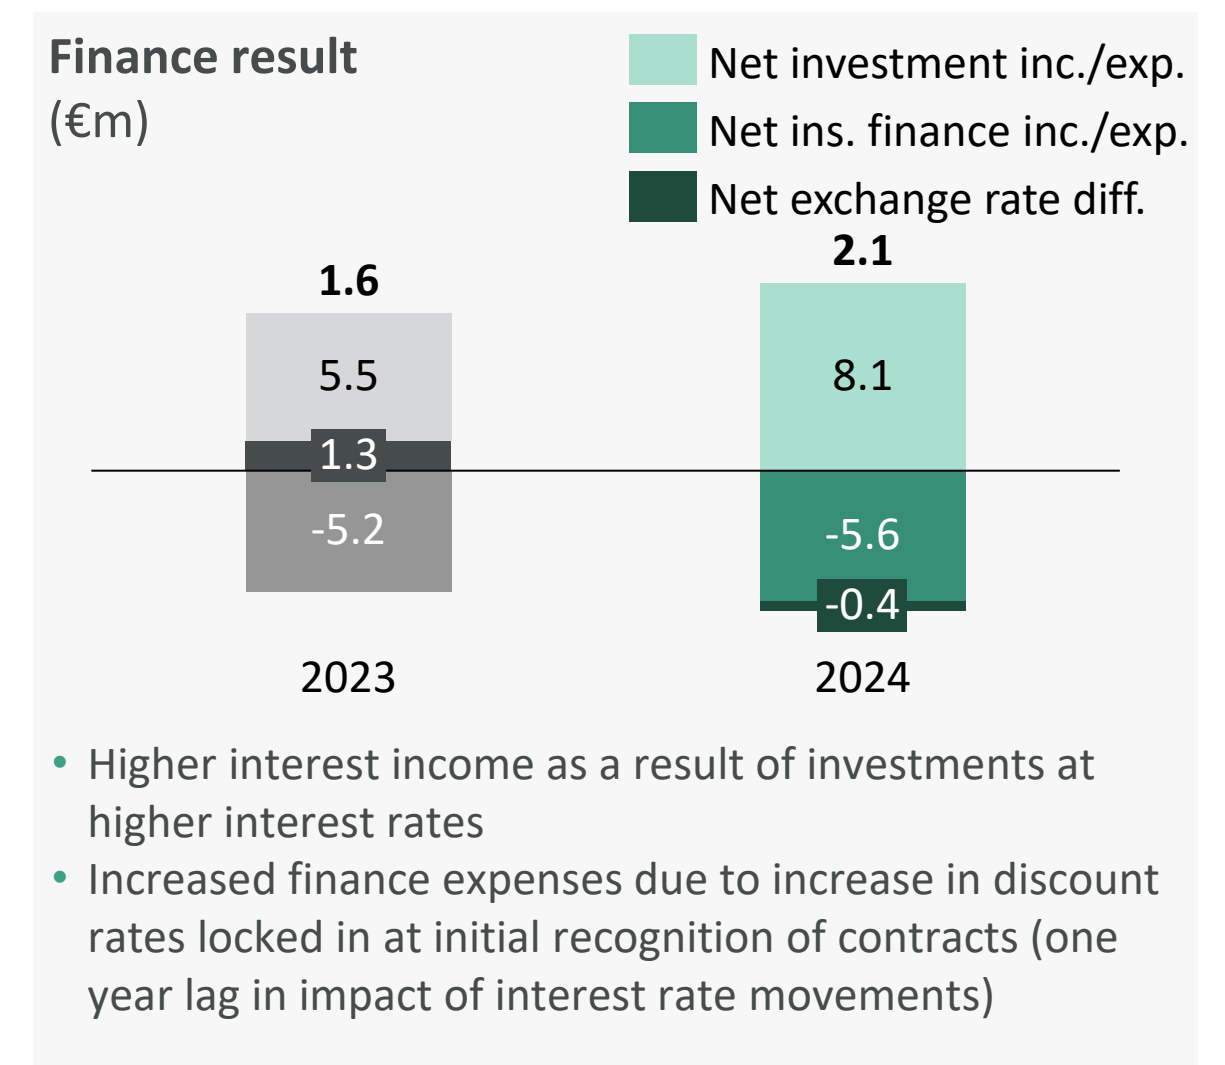 Finance result
(€m)
Net investment inc./exp.
Net ins. finance inc./exp.
Net exchange rate diff.
1.6
2.1
5.5
8.1
1.3
-5.2
-5.6
-0.4
2023
2024
• Higher interest income as a result of investments at
higher interest rates
• Increased finance expenses due to increase in discount
rates locked in at initial recognition of contracts (one
year lag in impact of interest rate movements)